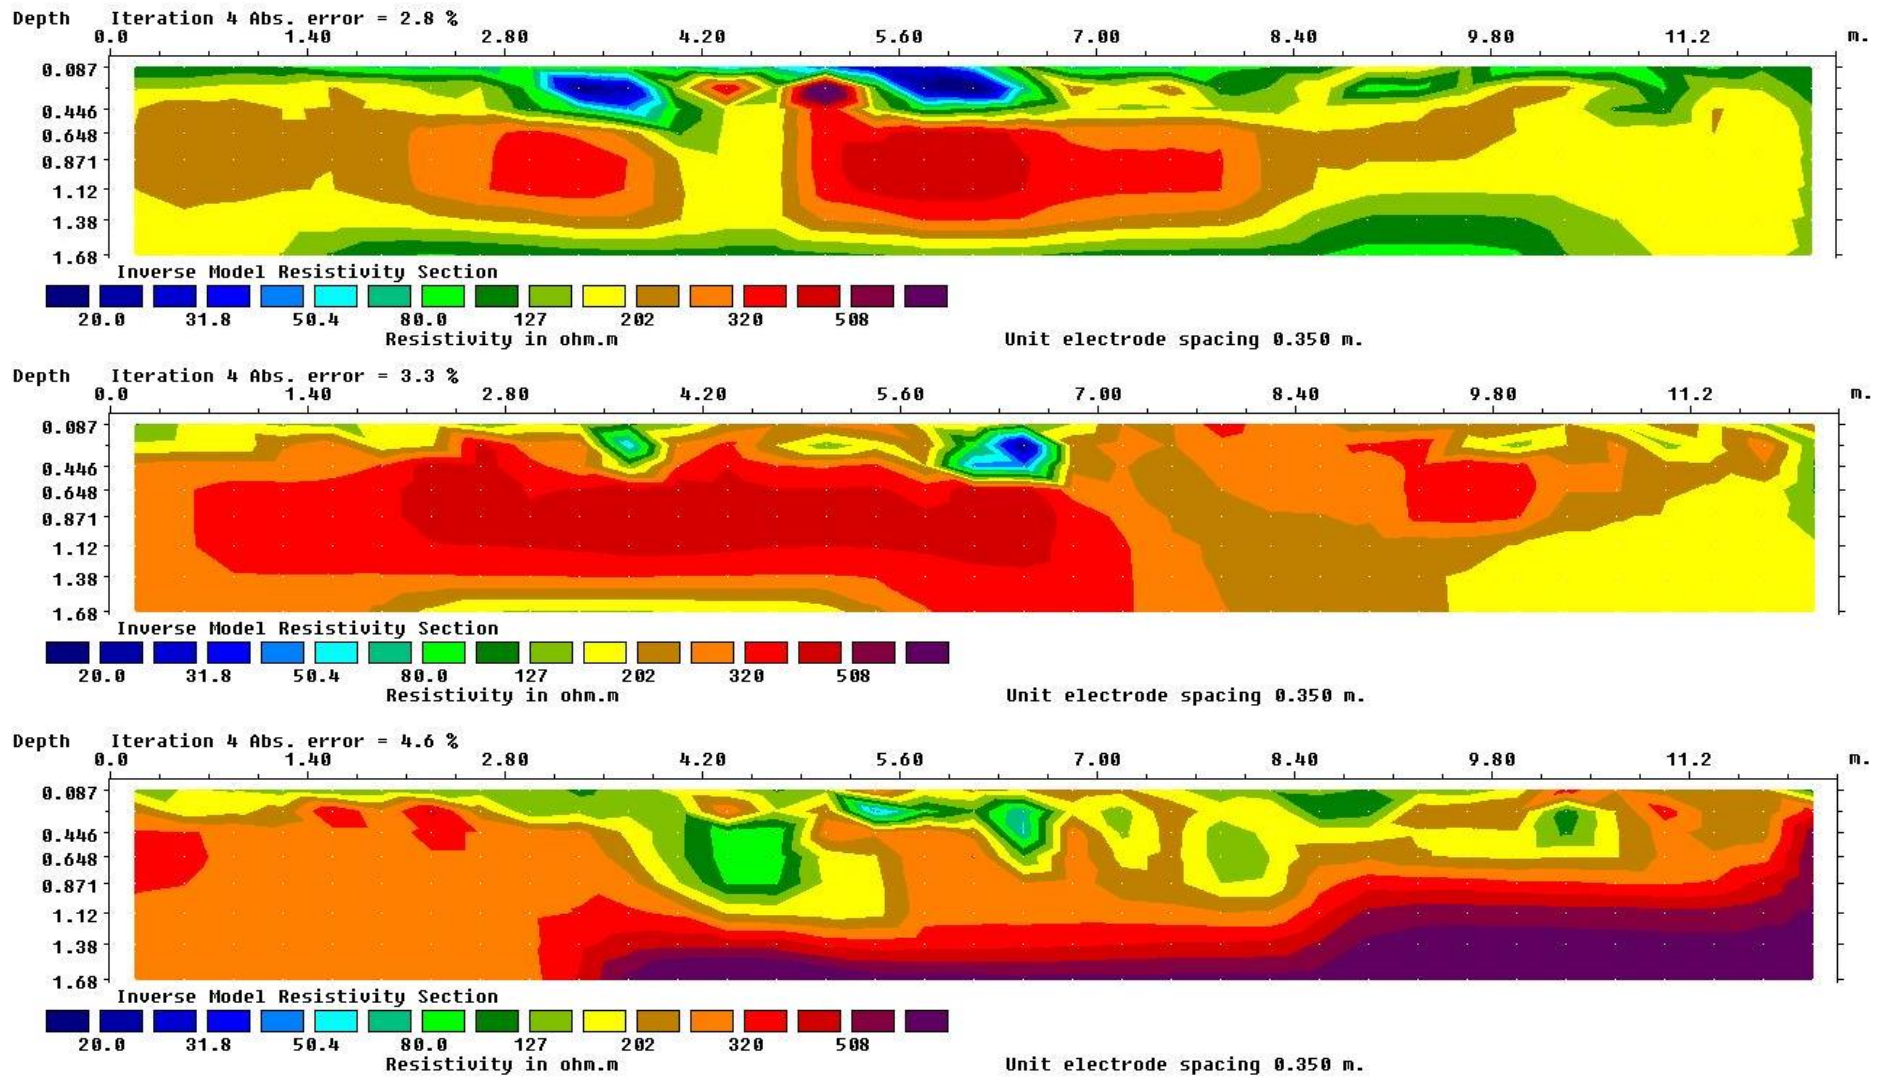 Depth Iteration 4 Abs. error = 2.8 %
0.0 1.40 2.80 4.20 5.60 7.00 8.40 9.80 11.2 m.
0.087
0.446
0.648
0.871
1.12
1.38
1.68
Inverse Model Resistivity Section
20.0 31.8 50.4 80.0 127 202 320 508
Resistivity in ohm.m Unit electrode spacing 0.350 m.
Depth Iteration 4 Abs. error = 3.3 %
0.0 1.40 2.80 4.20 5.60 7.00 8.40 9.80 11.2 m.
0.087
0.446
0.648
0.871
1.12
1.38
1.68
Inverse Model Resistivity Section
20.0 31.8 50.4 80.0 127 202 320 508
Resistivity in ohm.m Unit electrode spacing 0.350 m.
Depth Iteration 4 Abs. error = 4.6 %
0.0 1.40 2.80 4.20 5.60 7.00 8.40 9.80 11.2 m.
0.087
0.446
0.648
0.871
1.12
1.38
1.68
Inverse Model Resistivity Section
20.0 31.8 50.4 80.0 127 202 320 508
Resistivity in ohm.m Unit electrode spacing 0.350 m.